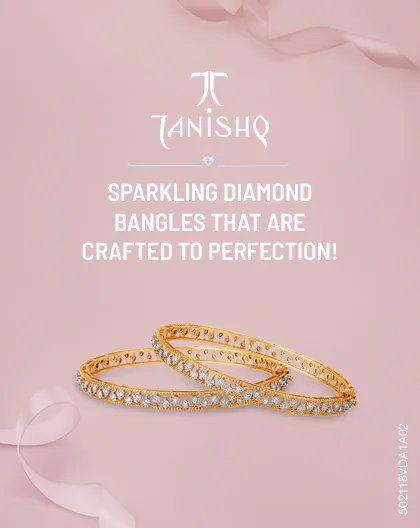 TANISHQ
SPARKLING DIAMOND
BANGLES THAT ARE
CRAFTED TO PERFECTION!
502118VDA1A02